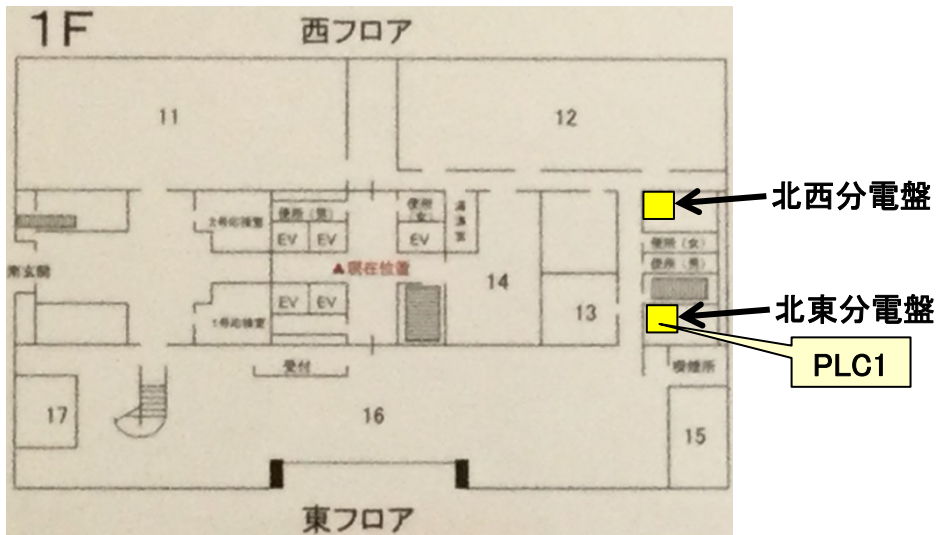 1F
西フロア
11
12
北西分電盤
2号応接室
便所(男)
便所(女)
湯沸室
EV
EV
EV
便所(女)
便所(男)
南玄関
▲現在位置
14
13
EV
EV
1号応接室
北東分電盤
PLC1
受付
喫煙所
17
16
15
東フロア